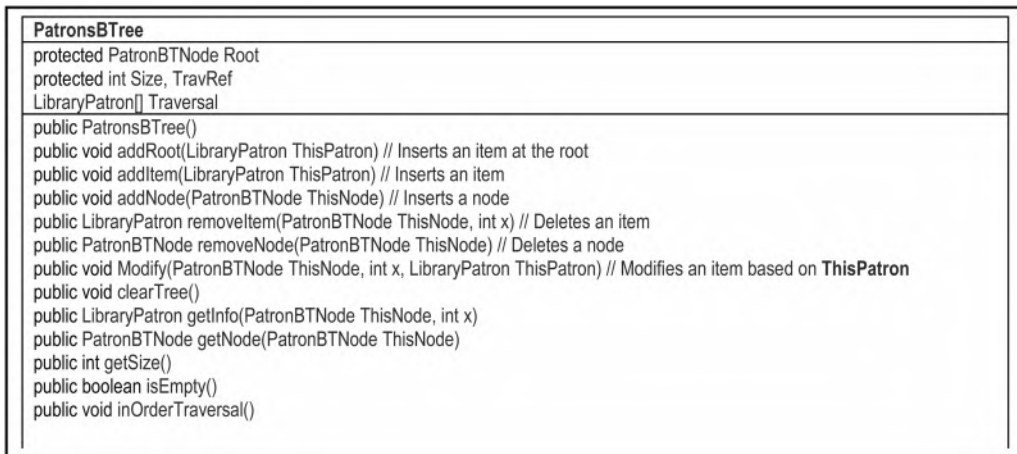 PatronsBTree
protected PatronBTNode Root
protected int Size, TravRef
LibraryPatron[] Traversal
public PatronsBTree()
public void addRoot(LibraryPatron ThisPatron) // Inserts an item at the root
public void addItem(LibraryPatron ThisPatron) // Inserts an item
public void addNode(PatronBTNode ThisNode) // Inserts a node
public LibraryPatron removeItem(PatronBTNode ThisNode, int x) // Deletes an item
public PatronBTNode removeNode(PatronBTNode ThisNode) // Deletes a node
public void Modify(PatronBTNode ThisNode, int x, LibraryPatron ThisPatron) // Modifies an item based on ThisPatron
public void clearTree()
public LibraryPatron getInfo(PatronBTNode ThisNode, int x)
public PatronBTNode getNode(PatronBTNode ThisNode)
public int getSize()
public boolean isEmpty()
public void inOrderTraversal()